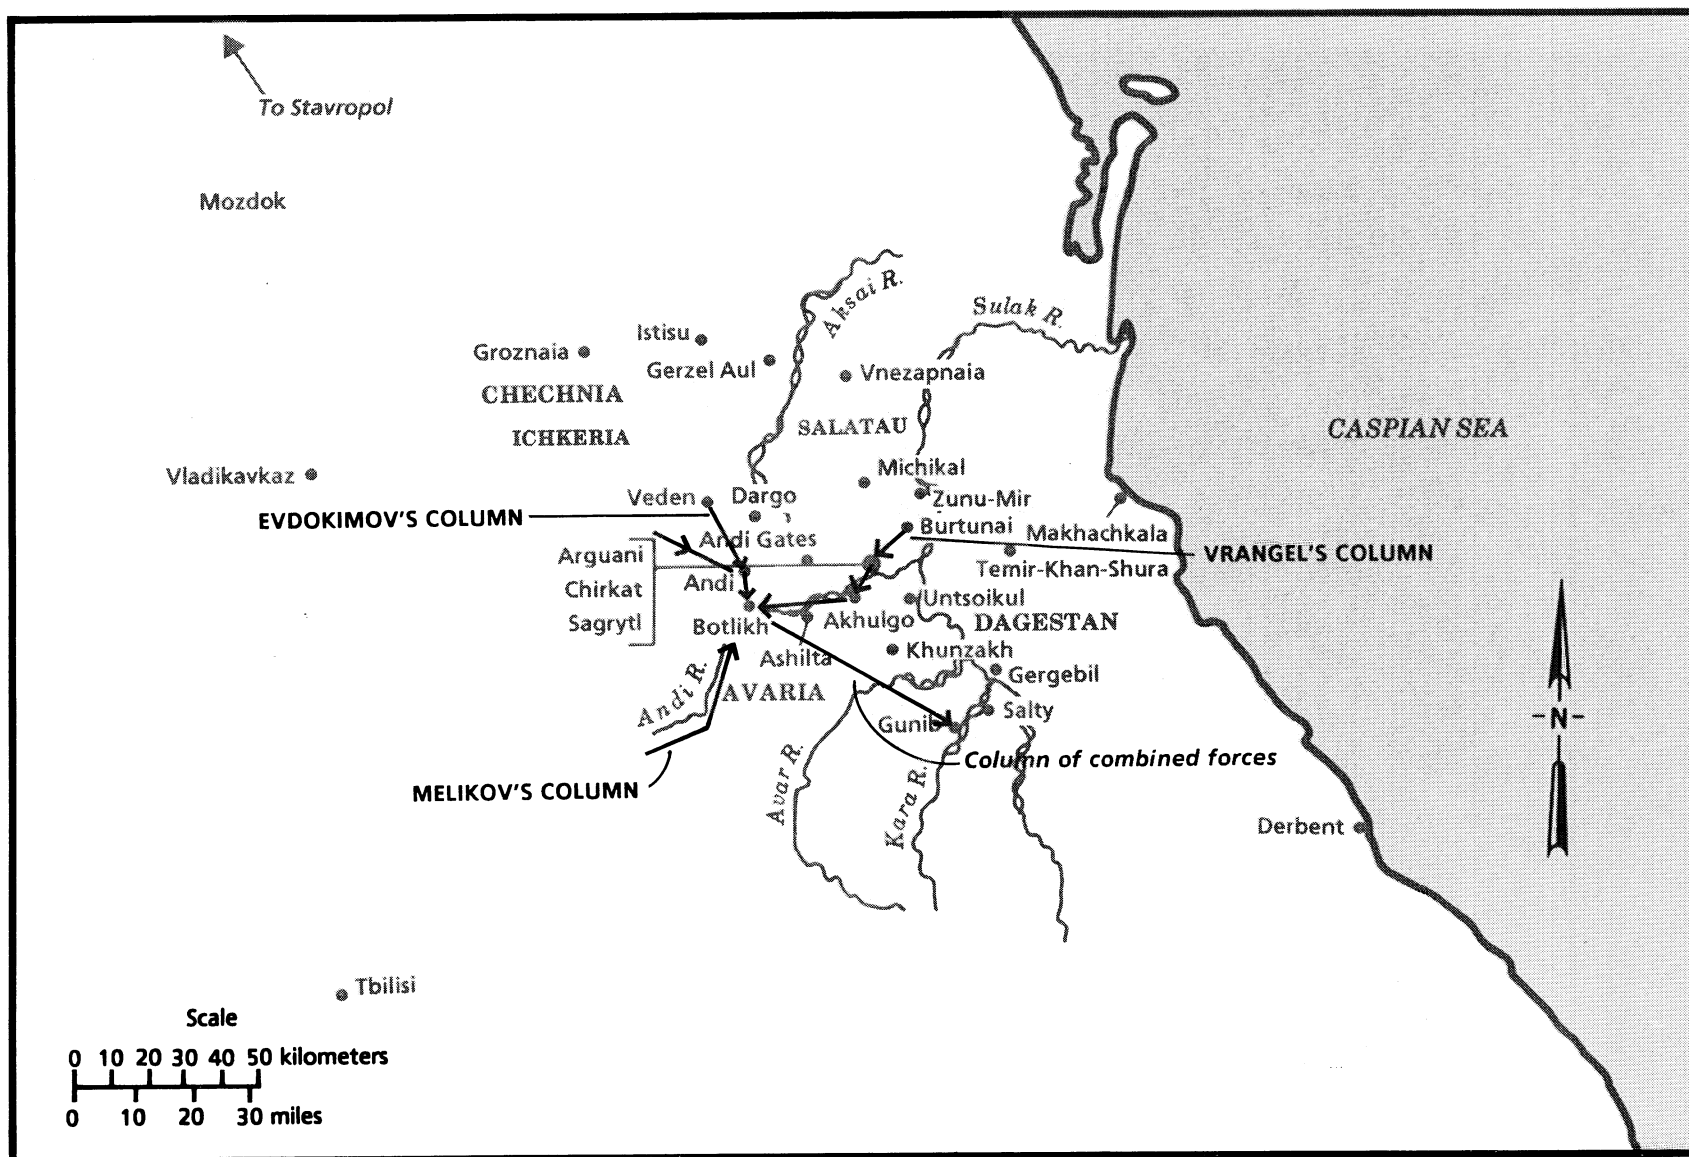 To Stavropol
Mozdok
Aksai R.
Sulak R.
Istisu
Groznaia
Gerzel Aul
Vnezapnaia
CHECHNIA
SALATAU
CASPIAN SEA
ICHKERIA
Michikal
Vladikavkaz
Veden
Dargo
Zunu-Mir
EVDOKIMOV'S COLUMN
Burtunai
Makhachkala
Andi Gates
VRANGEL'S COLUMN
Arguani
Temir-Khan-Shura
Andi
Chirkat
Untsoikul
Sagrytl
Botlikh
Akhulgo
DAGESTAN
Ashilta
Khunzakh
Gergebil
Andi R.
AVARIA
Gunib
Salty
N
Column of combined forces
Avar R.
Kara R.
MELIKOV'S COLUMN
Derbent
Tbilisi
Scale
0 10 20 30 40 50 kilometers
0 10 20 30 miles